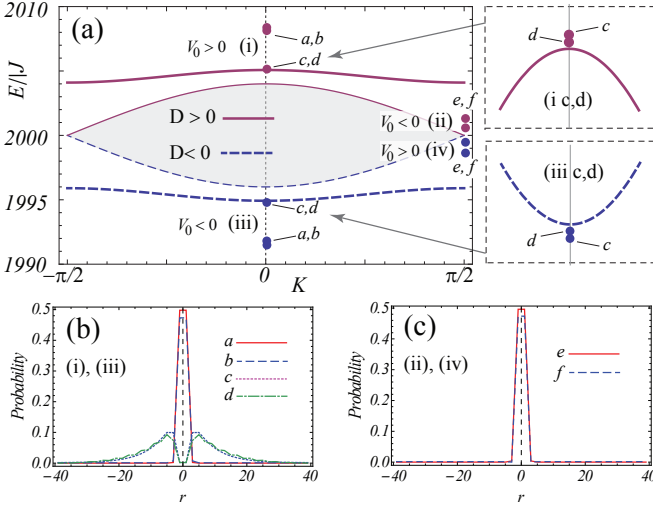 2010
2005
2000
1995
1990
E/|J|
(a)
V₀ > 0 (i)
a,b
c,d
D > 0
D < 0
e, f
V₀ < 0 (ii)
V₀ > 0 (iv)
e, f
V₀ < 0 (iii)
c,d
a,b
−π/2
0
K
π/2
c
d
(i c,d)
(iii c,d)
d
c
(b)
(i), (iii)
a
b
c
d
Probability
0.5
0.4
0.3
0.2
0.1
0.0
−40
−20
0
20
40
r
(c)
(ii), (iv)
e
f
Probability
0.5
0.4
0.3
0.2
0.1
0.0
−40
−20
0
20
40
r